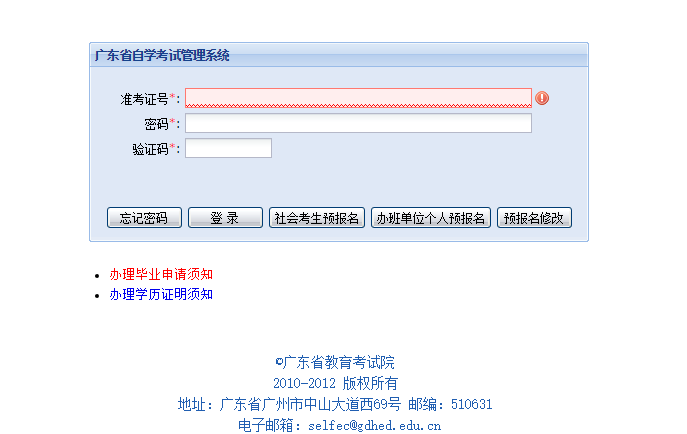 广东省自学考试管理系统
准考证号*:
密码*:
验证码*:
忘记密码 登 录 社会考生预报名 办班单位个人预报名 预报名修改
办理毕业申请须知
办理学历证明须知
©广东省教育考试院
2010-2012 版权所有
地址：广东省广州市中山大道西69号 邮编：510631
电子邮箱：selfec@gdhed.edu.cn